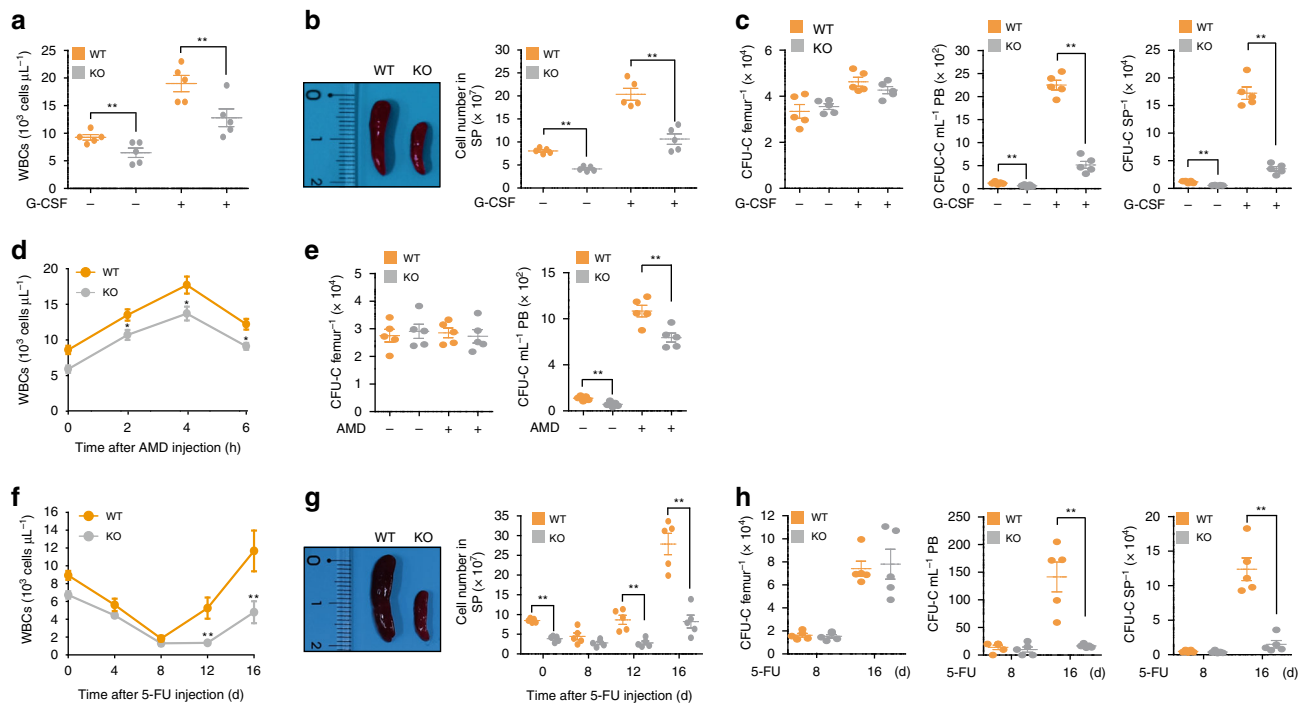 a
WT
KO
**
**
WBCs (10³ cells μL⁻¹)
25
20
15
10
5
0
G-CSF – – + +
b
WT KO
0
1
2
WT
KO
**
**
Cell number in
SP (× 10⁷)
30
25
20
15
10
5
0
G-CSF – – + +
c
WT
KO
CFU-C femur⁻¹ (× 10⁴)
6
4
2
0
G-CSF – – + +
WT
KO
**
**
CFUC-C mL⁻¹ PB (× 10²)
30
25
20
15
10
5
0
G-CSF – – + +
WT
KO
**
**
CFU-C SP⁻¹ (× 10⁴)
25
20
15
10
5
0
G-CSF – – + +
d
WT
KO
WBCs (10³ cells μL⁻¹)
20
15
10
5
0
*
*
*
0 2 4 6
Time after AMD injection (h)
e
WT
KO
CFU-C femur⁻¹ (× 10⁴)
5
4
3
2
1
0
AMD – – + +
WT
KO
**
**
CFU-C mL⁻¹ PB (× 10²)
15
10
5
0
AMD – – + +
f
WT
KO
WBCs (10³ cells μL⁻¹)
16
14
12
10
8
6
4
2
0
**
**
0 4 8 12 16
Time after 5-FU injection (d)
g
WT KO
0
1
2
WT
KO
**
**
**
Cell number in
SP (× 10⁷)
35
30
25
20
15
10
5
0
0 8 12 16
Time after 5-FU injection (d)
h
WT
KO
CFU-C femur⁻¹ (× 10⁴)
12
10
8
6
4
2
0
5-FU 8 16 (d)
WT
KO
**
CFU-C mL⁻¹ PB
250
200
150
100
50
0
5-FU 8 16 (d)
WT
KO
**
CFU-C SP⁻¹ (× 10⁴)
20
15
10
5
0
5-FU 8 16 (d)